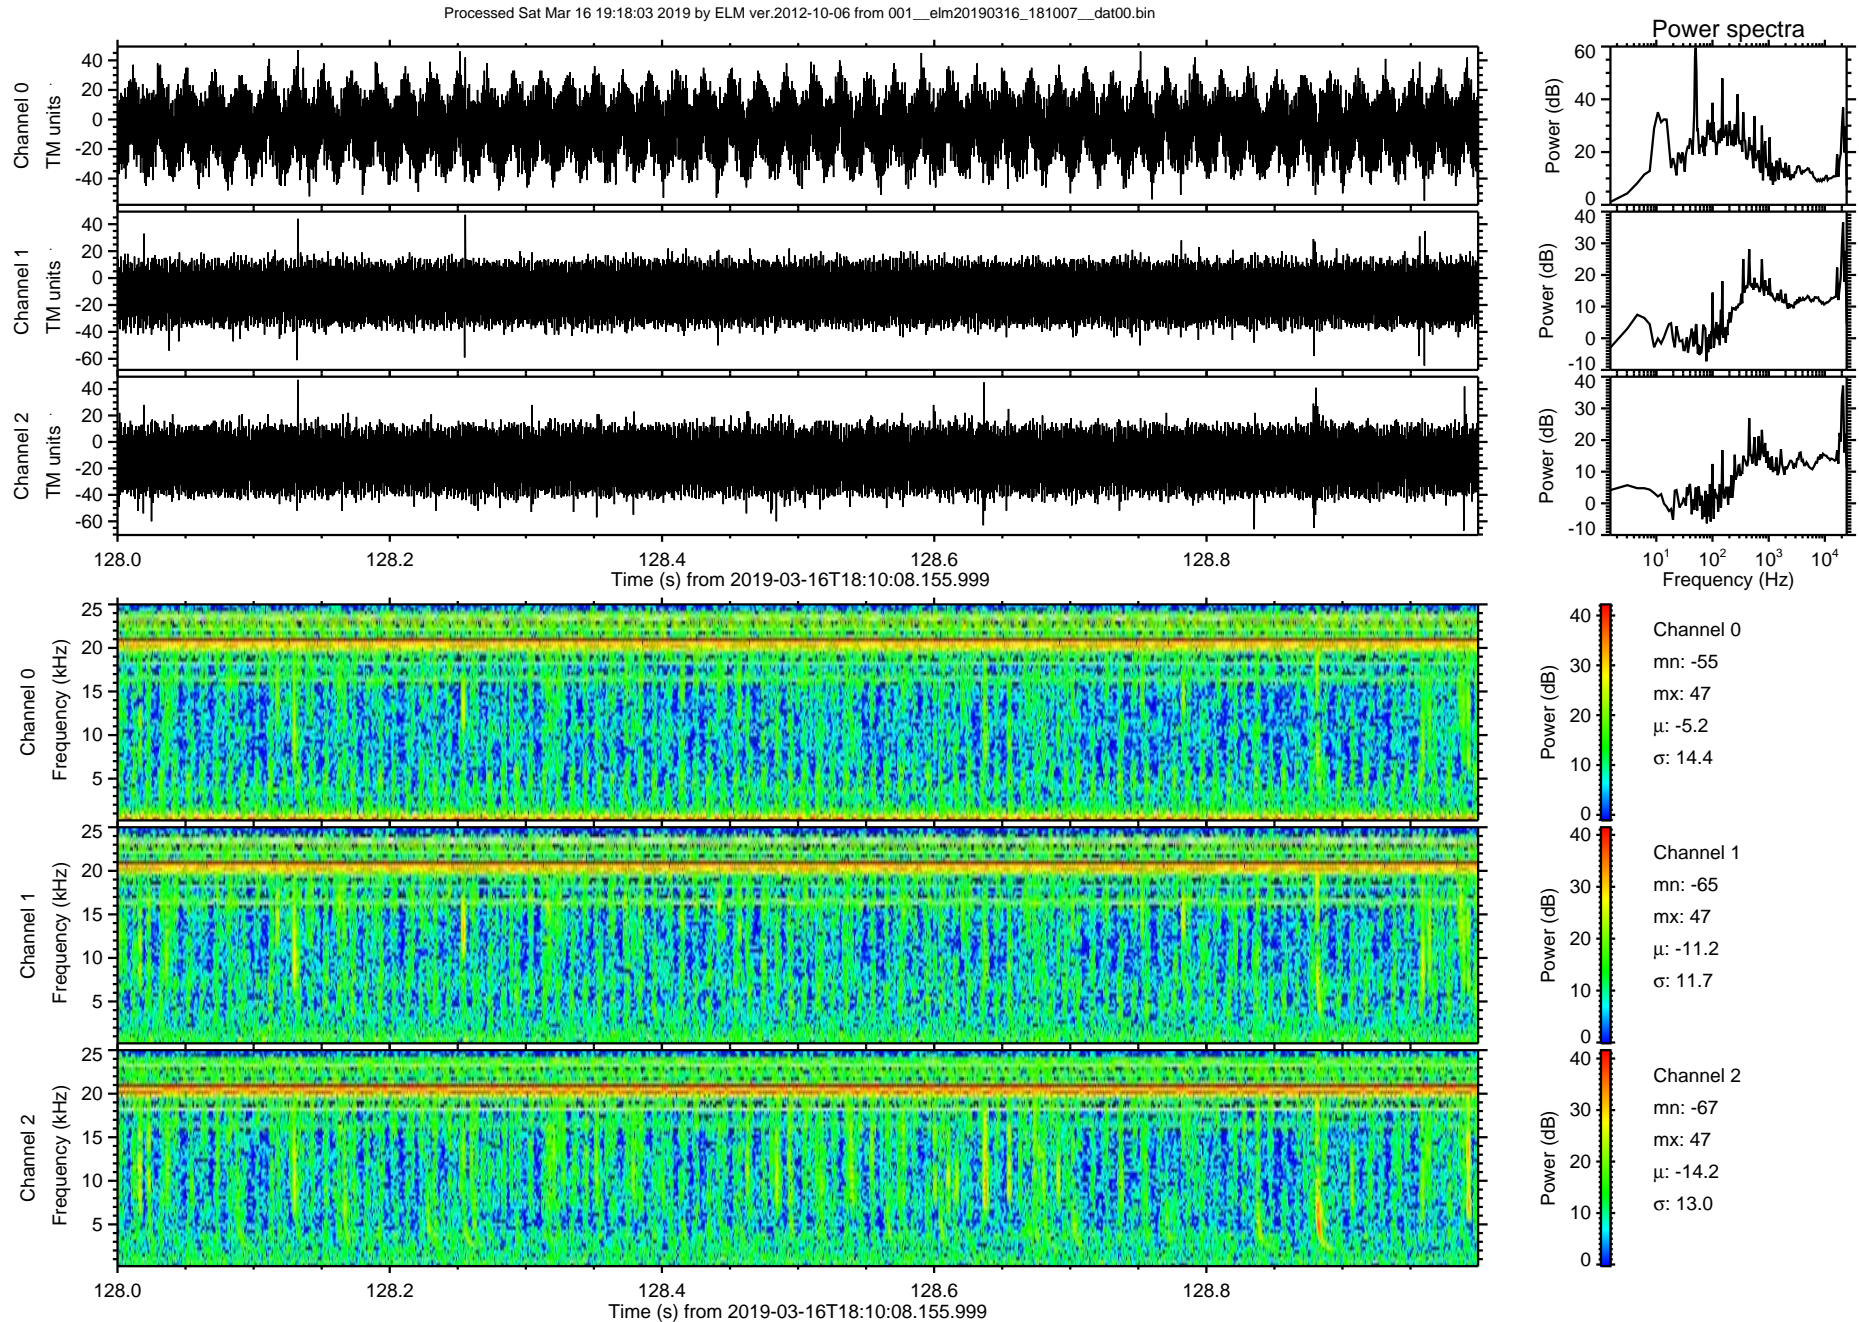 Processed Sat Mar 16 19:18:03 2019 by ELM ver.2012-10-06 from 001__elm20190316_181007__dat00.bin
Power spectra
Channel 0
TM units
40
20
0
-20
-40
Power (dB)
60
40
20
0
Channel 1
TM units
40
20
0
-20
-40
-60
Power (dB)
40
30
20
10
0
-10
Channel 2
TM units
40
20
0
-20
-40
-60
Power (dB)
40
30
20
10
0
-10
128.0 128.2 128.4 128.6 128.8
Time (s) from 2019-03-16T18:10:08.155.999
10¹ 10² 10³ 10⁴
Frequency (Hz)
Channel 0
Frequency (kHz)
25
20
15
10
5
Power (dB)
40
30
20
10
0
Channel 0
mn: -55
mx: 47
μ: -5.2
σ: 14.4
Channel 1
Frequency (kHz)
25
20
15
10
5
Power (dB)
40
30
20
10
0
Channel 1
mn: -65
mx: 47
μ: -11.2
σ: 11.7
Channel 2
Frequency (kHz)
25
20
15
10
5
Power (dB)
40
30
20
10
0
Channel 2
mn: -67
mx: 47
μ: -14.2
σ: 13.0
128.0 128.2 128.4 128.6 128.8
Time (s) from 2019-03-16T18:10:08.155.999